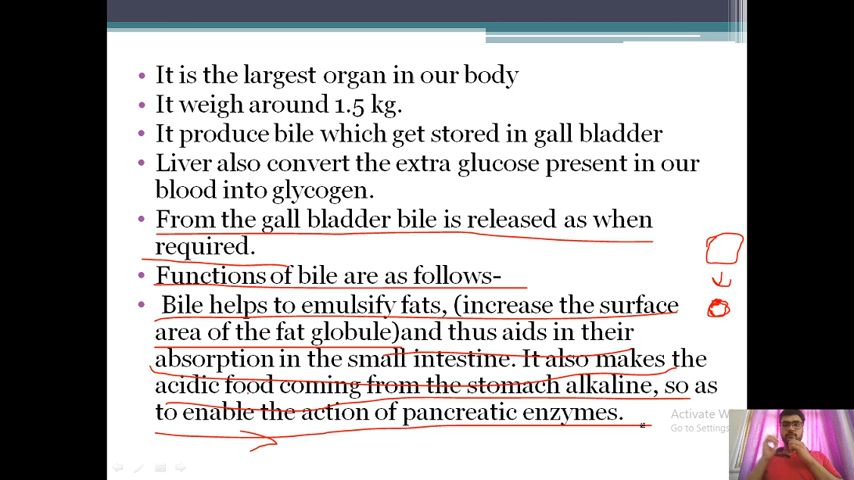 It is the largest organ in our body
It weigh around 1.5 kg.
It produce bile which get stored in gall bladder
Liver also convert the extra glucose present in our
blood into glycogen.
From the gall bladder bile is released as when
required.
Functions of bile are as follows-
Bile helps to emulsify fats, (increase the surface
area of the fat globule)and thus aids in their
absorption in the small intestine. It also makes the
acidic food coming from the stomach alkaline, so as
to enable the action of pancreatic enzymes.
Activate W
Go to Settings